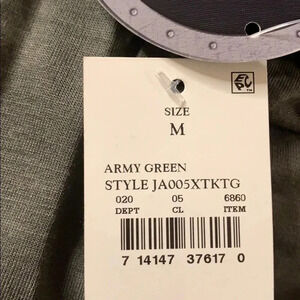 SIZE
M
ARMY GREEN
STYLE JA005XTKTG
020 05 6860
DEPT CL ITEM
7 14147 37617 0